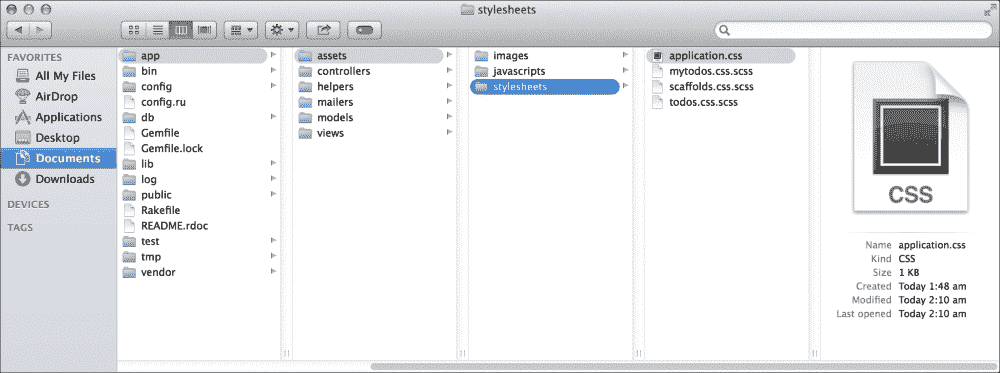 stylesheets
FAVORITES
All My Files
AirDrop
Applications
Desktop
Documents
Downloads
DEVICES
TAGS
app
bin
config
config.ru
db
Gemfile
Gemfile.lock
lib
log
public
Rakefile
README.rdoc
test
tmp
vendor
assets
controllers
helpers
mailers
models
views
images
javascripts
stylesheets
application.css
mytodos.css.scss
scaffolds.css.scss
todos.css.scss
CSS
Name application.css
Kind CSS
Size 1 KB
Created Today 1:48 am
Modified Today 2:10 am
Last opened Today 2:10 am